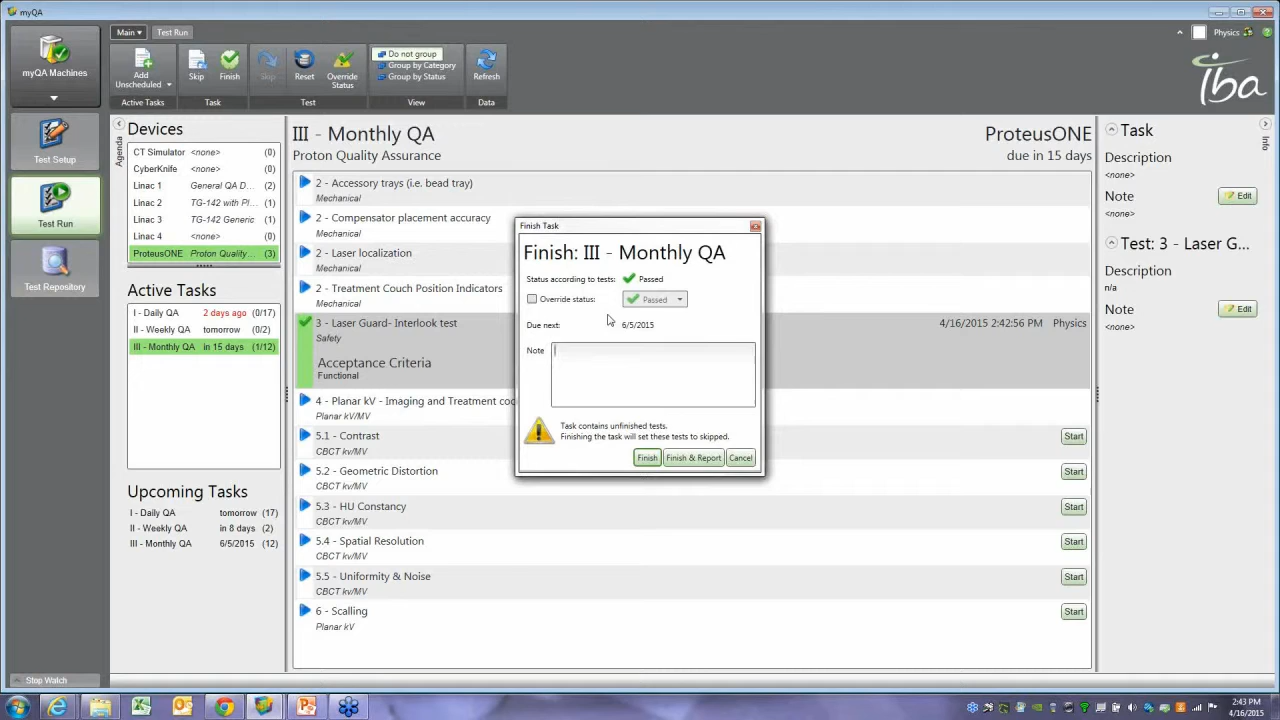 myQA
myQA Machines
Test Setup
Test Run
Test Repository
Stop Watch
Main
Test Run
Physics
Add Unscheduled
Active Tasks
Skip
Finish
Task
Skip
Reset
Override Status
Test
Do not group
Group by Category
Group by Status
View
Refresh
Data
iba
Agenda
Devices
CT Simulator <none> (0)
CyberKnife <none> (0)
Linac 1 General QA D... (2)
Linac 2 TG-142 with Pl... (1)
Linac 3 TG-142 Generic (1)
Linac 4 <none> (0)
ProteusONE Proton Quality... (3)
Active Tasks
I - Daily QA 2 days ago (0/17)
II - Weekly QA tomorrow (0/2)
III - Monthly QA in 15 days (1/12)
Upcoming Tasks
I - Daily QA tomorrow (17)
II - Weekly QA in 8 days (2)
III - Monthly QA 6/5/2015 (12)
III - Monthly QA ProteusONE
Proton Quality Assurance due in 15 days
2 - Accessory trays (i.e. bead tray)
Mechanical
2 - Compensator placement accuracy
Mechanical
2 - Laser localization
Mechanical
2 - Treatment Couch Position Indicators
Mechanical
3 - Laser Guard- Interlook test 4/16/2015 2:42:56 PM Physics
Safety
Acceptance Criteria
Functional
4 - Planar kV - Imaging and Treatment coo
Planar kV/MV
5.1 - Contrast Start
CBCT kv/MV
5.2 - Geometric Distortion Start
CBCT kv/MV
5.3 - HU Constancy Start
CBCT kv/MV
5.4 - Spatial Resolution Start
CBCT kv/MV
5.5 - Uniformity & Noise Start
CBCT kv/MV
6 - Scalling Start
Planar kV
Finish Task
Finish: III - Monthly QA
Status according to tests: Passed
Override status: Passed
Due next: 6/5/2015
Note
Task contains unfinished tests.
Finishing the task will set these tests to skipped.
Finish Finish & Report Cancel
Info
Task
Description
<none>
Note Edit
<none>
Test: 3 - Laser G...
Description
n/a
Note Edit
<none>
2:43 PM
4/16/2015